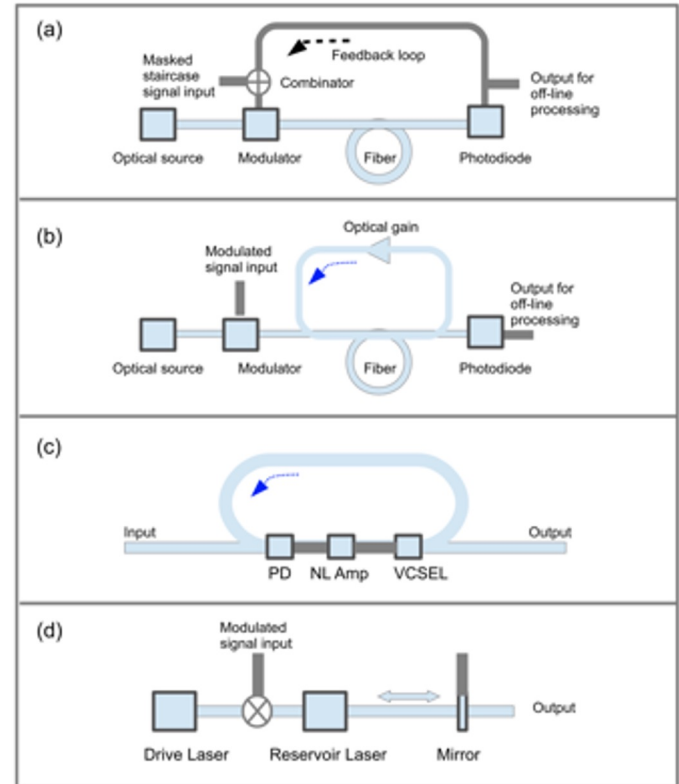 (a)
Feedback loop
Masked
staircase
signal input
Combinator
Output for
off-line
processing
Optical source
Modulator
Fiber
Photodiode
(b)
Optical gain
Modulated
signal input
Output for
off-line
processing
Optical source
Modulator
Fiber
Photodiode
(c)
Input
Output
PD
NL Amp
VCSEL
(d)
Modulated
signal input
Output
Drive Laser
Reservoir Laser
Mirror